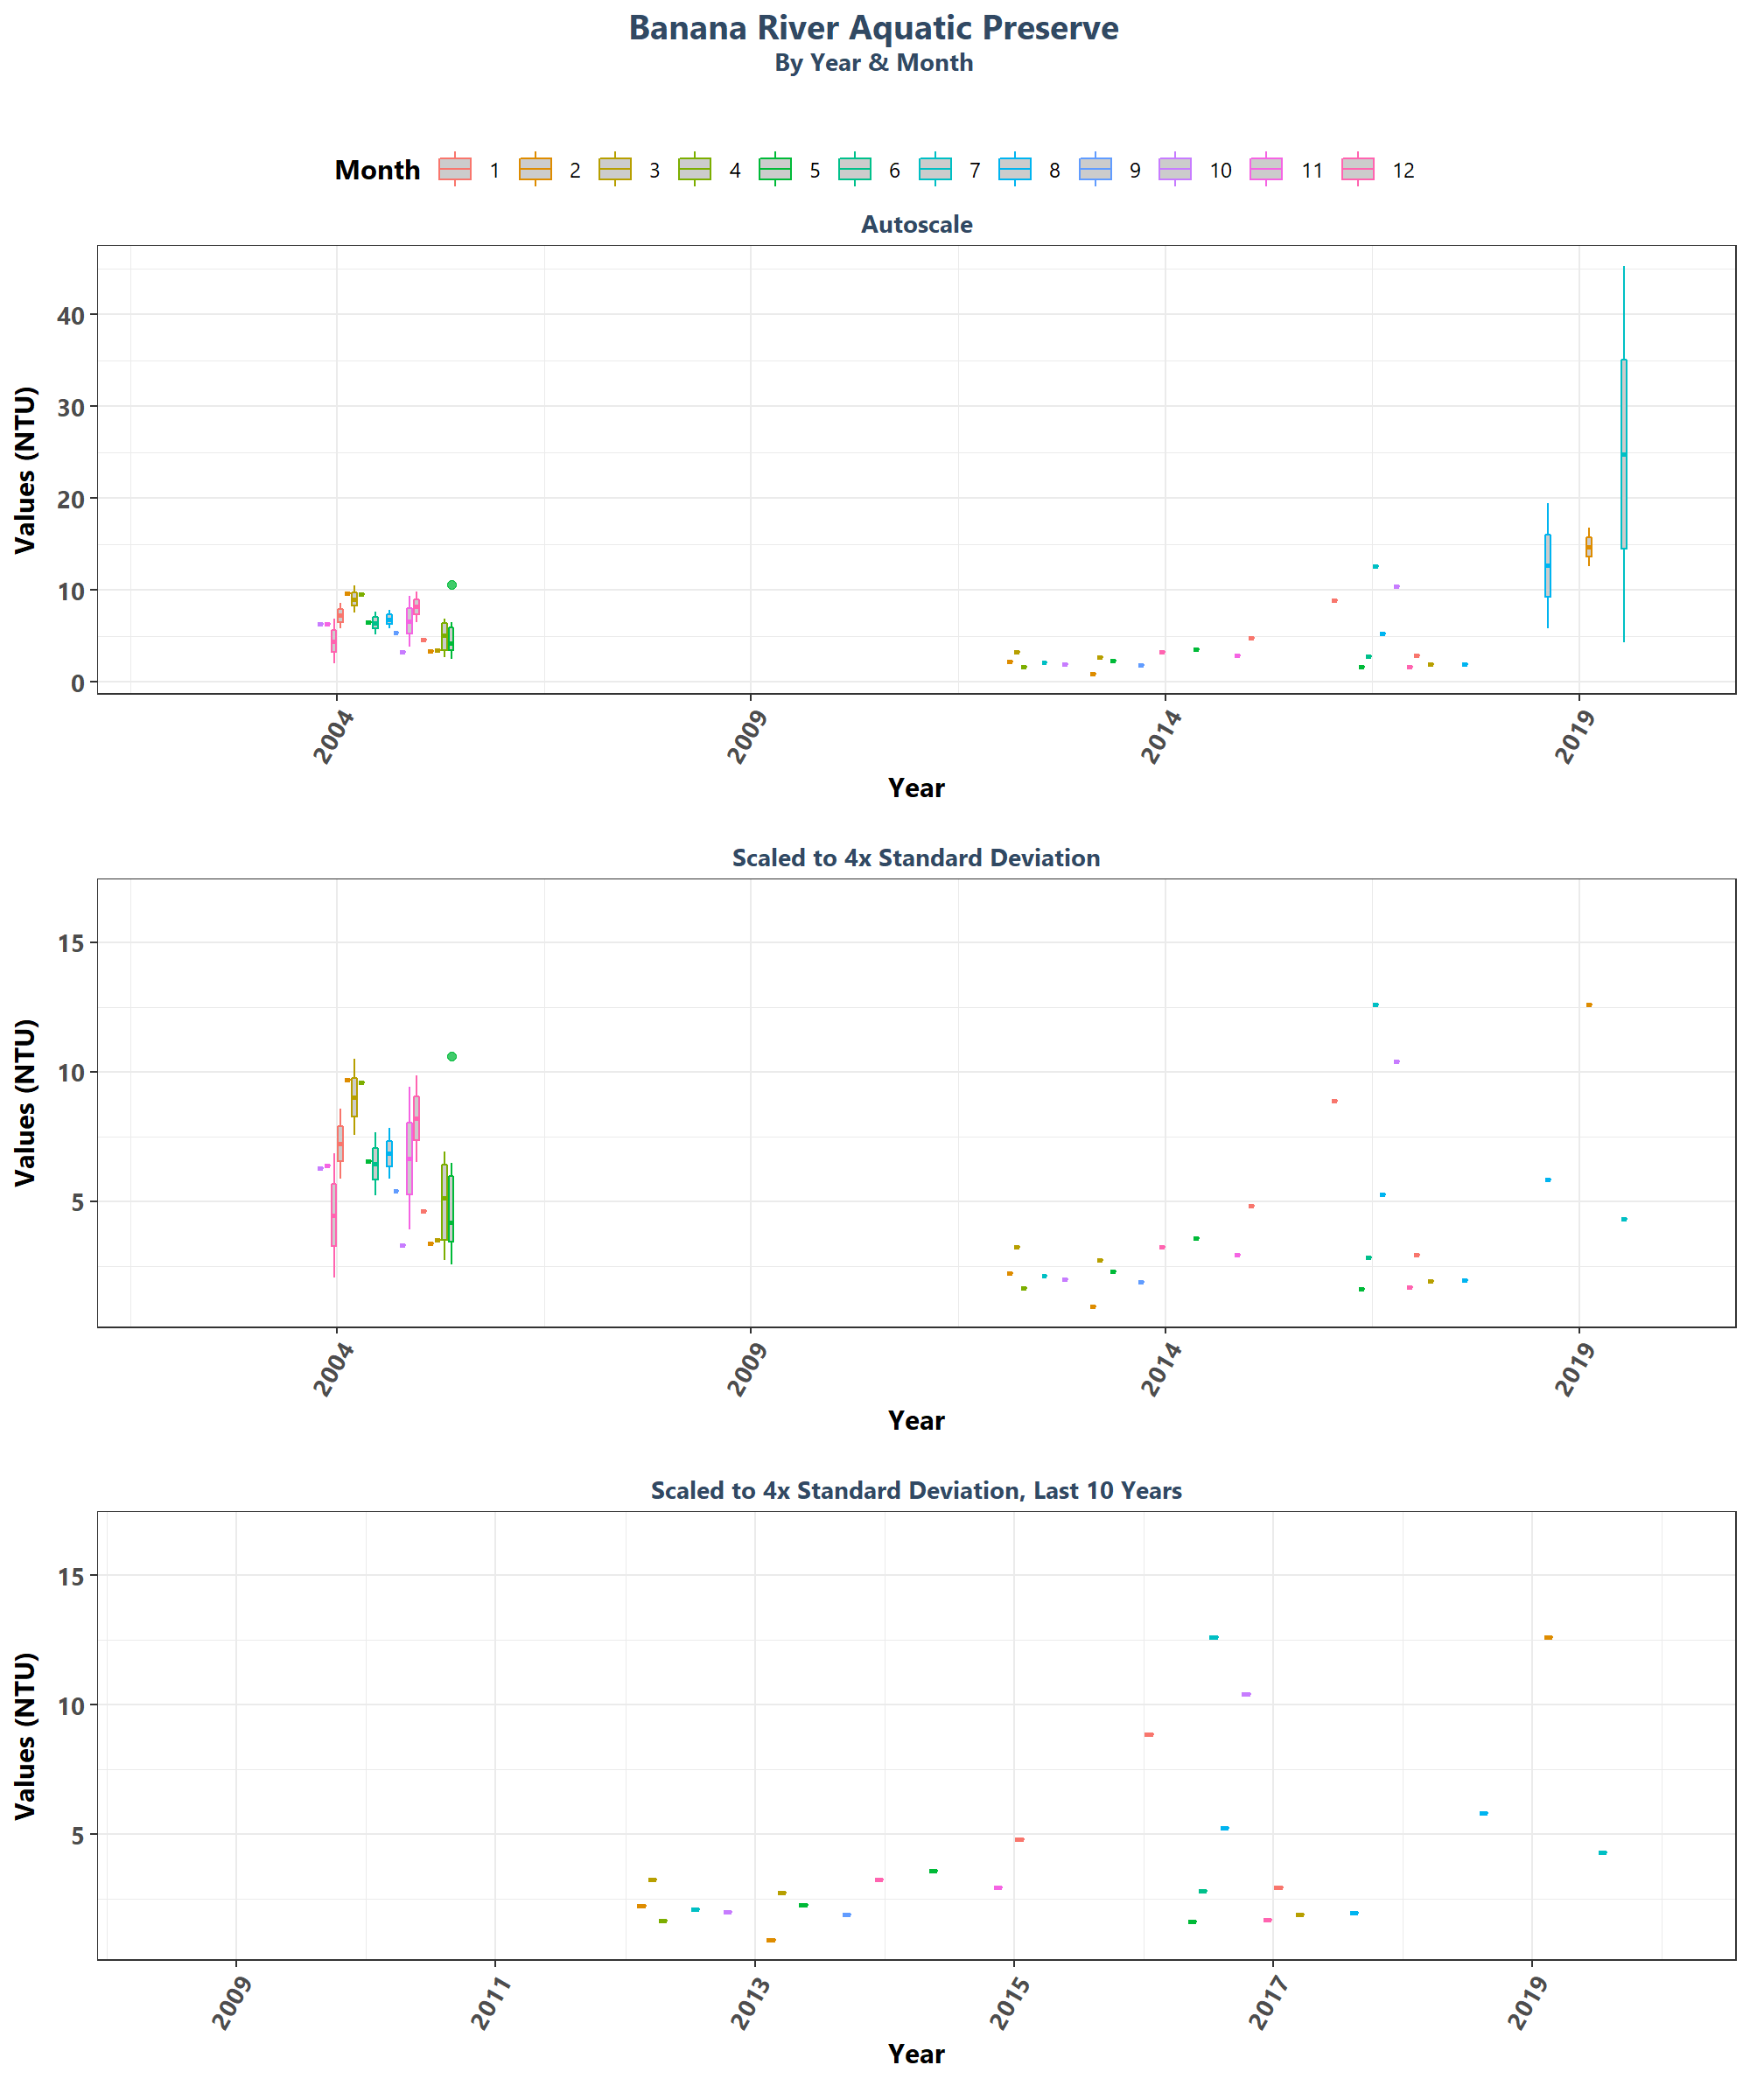 Banana River Aquatic Preserve
By Year & Month
Month 1 2 3 4 5 6 7 8 9 10 11 12
Autoscale
Values (NTU)
40
30
20
10
0
2004 2009 2014 2019
Year
Scaled to 4x Standard Deviation
Values (NTU)
15
10
5
2004 2009 2014 2019
Year
Scaled to 4x Standard Deviation, Last 10 Years
Values (NTU)
15
10
5
2009 2011 2013 2015 2017 2019
Year